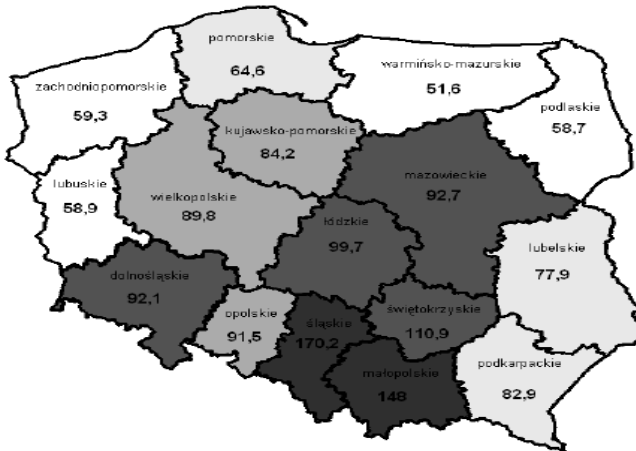 pomorskie
64,6
warmińsko-mazurskie
51,6
zachodniopomorskie
59,3
podlaskie
58,7
kujawsko-pomorskie
84,2
mazowieckie
92,7
lubuskie
58,9
wielkopolskie
89,8
łódzkie
99,7
lubelskie
77,9
dolnośląskie
92,1
opolskie
91,5
śląskie
170,2
świętokrzyskie
110,9
małopolskie
148
podkarpackie
82,9